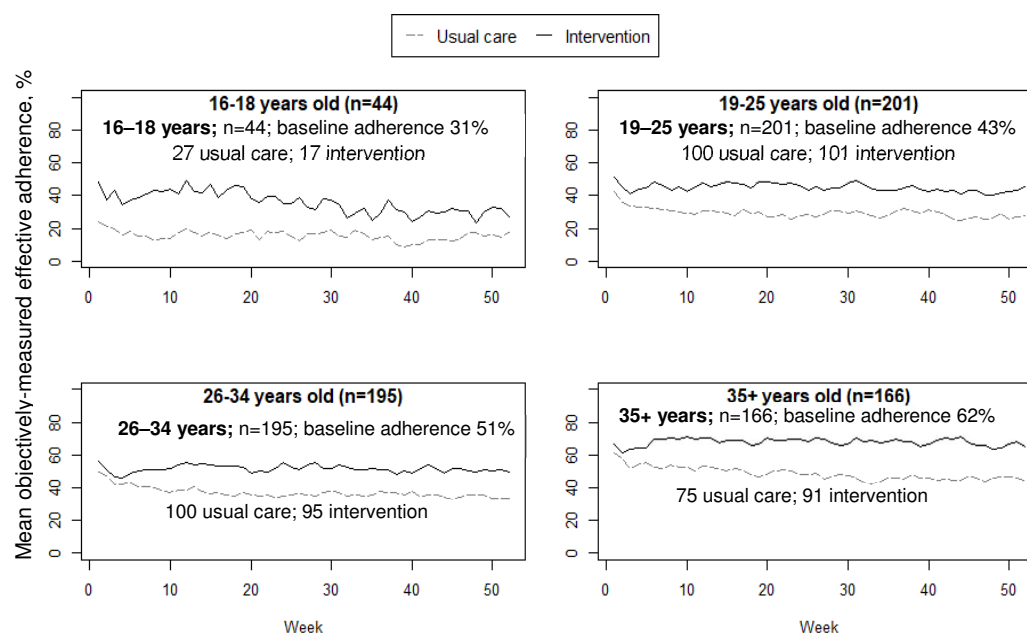 Usual care Intervention
Mean objectively-measured effective adherence, %
16-18 years old (n=44)
16–18 years; n=44; baseline adherence 31%
27 usual care; 17 intervention
80
60
40
20
0
0 10 20 30 40 50
19-25 years old (n=201)
19–25 years; n=201; baseline adherence 43%
100 usual care; 101 intervention
80
60
40
20
0
0 10 20 30 40 50
26-34 years old (n=195)
26–34 years; n=195; baseline adherence 51%
100 usual care; 95 intervention
80
60
40
20
0
0 10 20 30 40 50
Week
35+ years old (n=166)
35+ years; n=166; baseline adherence 62%
75 usual care; 91 intervention
80
60
40
20
0
0 10 20 30 40 50
Week